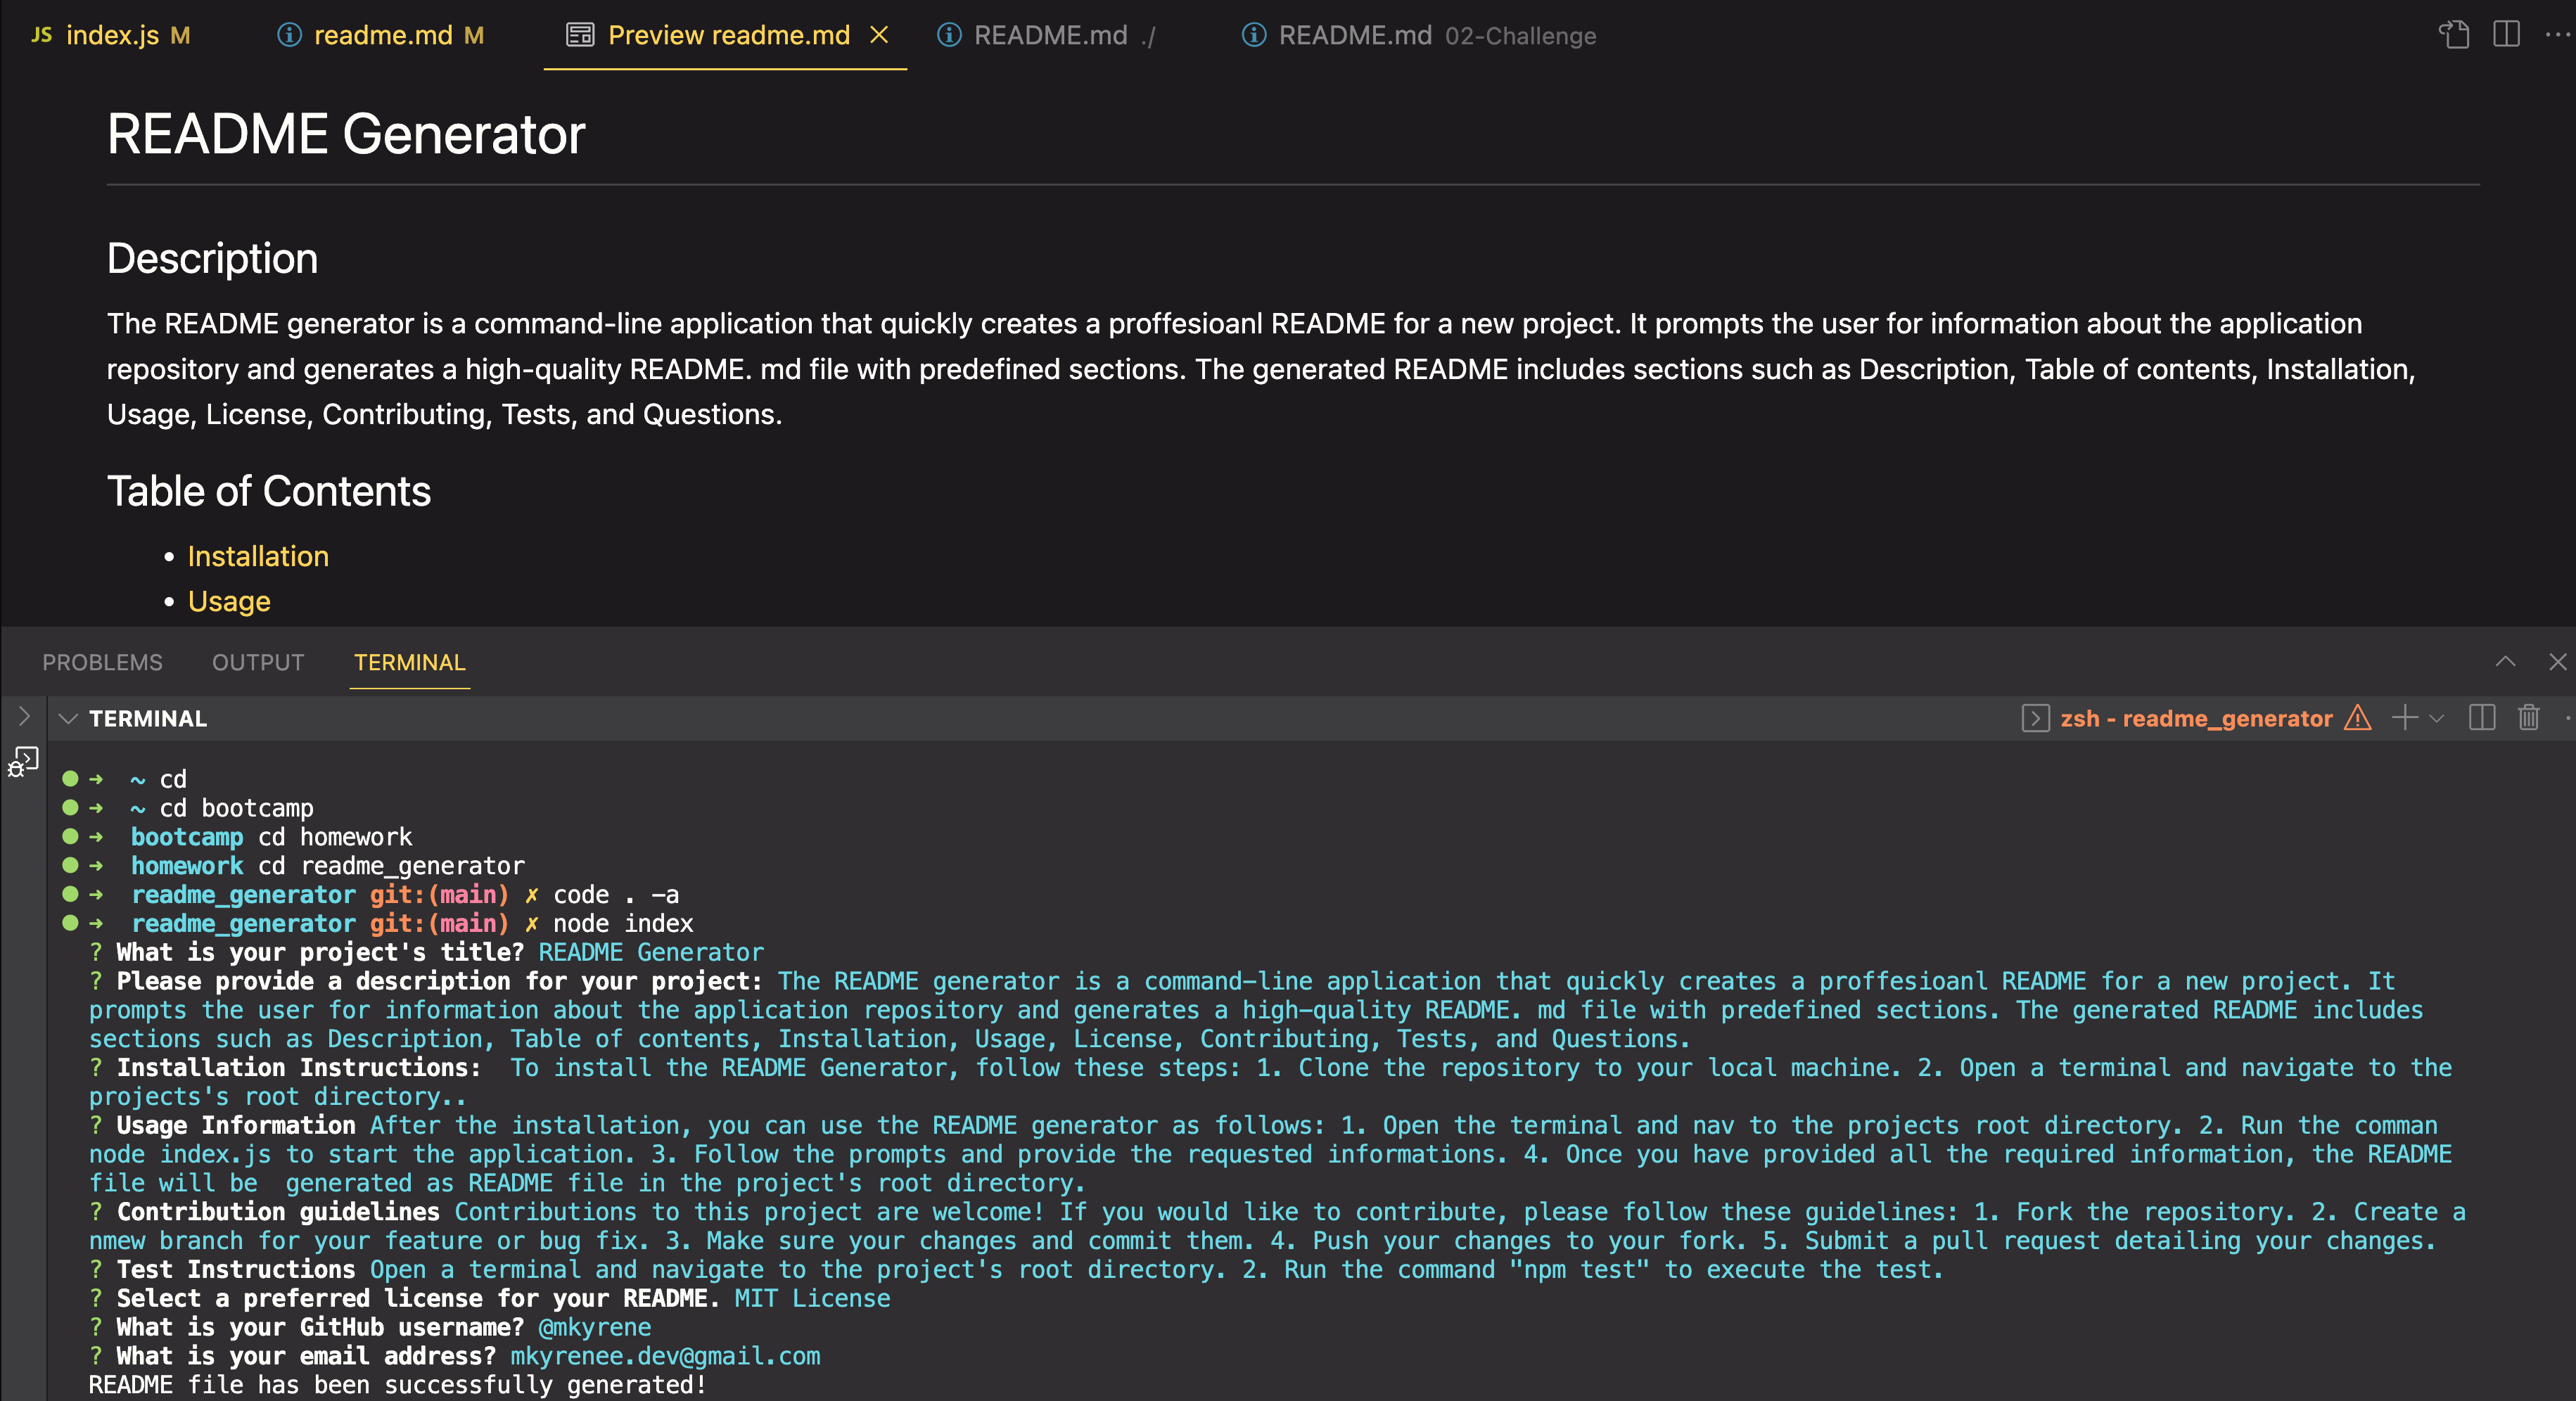 JS index.js M readme.md M Preview readme.md README.md ./ README.md 02-Challenge
README Generator
Description
The README generator is a command-line application that quickly creates a proffesioanl README for a new project. It prompts the user for information about the application
repository and generates a high-quality README. md file with predefined sections. The generated README includes sections such as Description, Table of contents, Installation,
Usage, License, Contributing, Tests, and Questions.
Table of Contents
• Installation
• Usage
PROBLEMS OUTPUT TERMINAL
TERMINAL zsh - readme_generator
→ ~ cd
→ ~ cd bootcamp
→ bootcamp cd homework
→ homework cd readme_generator
→ readme_generator git:(main) ✗ code . -a
→ readme_generator git:(main) ✗ node index
? What is your project's title? README Generator
? Please provide a description for your project: The README generator is a command-line application that quickly creates a proffesioanl README for a new project. It
prompts the user for information about the application repository and generates a high-quality README. md file with predefined sections. The generated README includes
sections such as Description, Table of contents, Installation, Usage, License, Contributing, Tests, and Questions.
? Installation Instructions:  To install the README Generator, follow these steps: 1. Clone the repository to your local machine. 2. Open a terminal and navigate to the
projects's root directory..
? Usage Information After the installation, you can use the README generator as follows: 1. Open the terminal and nav to the projects root directory. 2. Run the comman
node index.js to start the application. 3. Follow the prompts and provide the requested informations. 4. Once you have provided all the required information, the README
file will be  generated as README file in the project's root directory.
? Contribution guidelines Contributions to this project are welcome! If you would like to contribute, please follow these guidelines: 1. Fork the repository. 2. Create a
nmew branch for your feature or bug fix. 3. Make sure your changes and commit them. 4. Push your changes to your fork. 5. Submit a pull request detailing your changes.
? Test Instructions Open a terminal and navigate to the project's root directory. 2. Run the command "npm test" to execute the test.
? Select a preferred license for your README. MIT License
? What is your GitHub username? @mkyrene
? What is your email address? mkyrenee.dev@gmail.com
README file has been successfully generated!